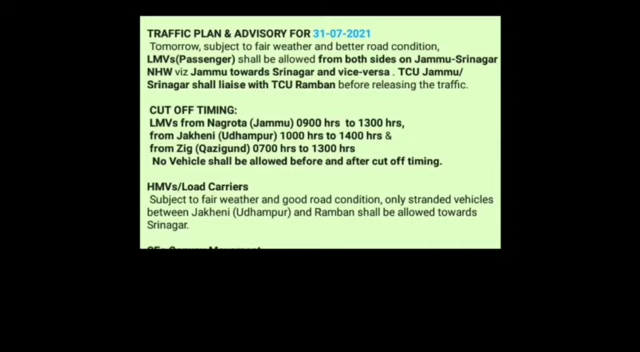 TRAFFIC PLAN & ADVISORY FOR 31-07-2021
Tomorrow, subject to fair weather and better road condition,
LMVs(Passenger) shall be allowed from both sides on Jammu-Srinagar
NHW viz Jammu towards Srinagar and vice-versa . TCU Jammu/
Srinagar shall liaise with TCU Ramban before releasing the traffic.
CUT OFF TIMING:
LMVs from Nagrota (Jammu) 0900 hrs to 1300 hrs,
from Jakheni (Udhampur) 1000 hrs to 1400 hrs &
from Zig (Qazigund) 0700 hrs to 1300 hrs
No Vehicle shall be allowed before and after cut off timing.
HMVs/Load Carriers
Subject to fair weather and good road condition, only stranded vehicles
between Jakheni (Udhampur) and Ramban shall be allowed towards
Srinagar.